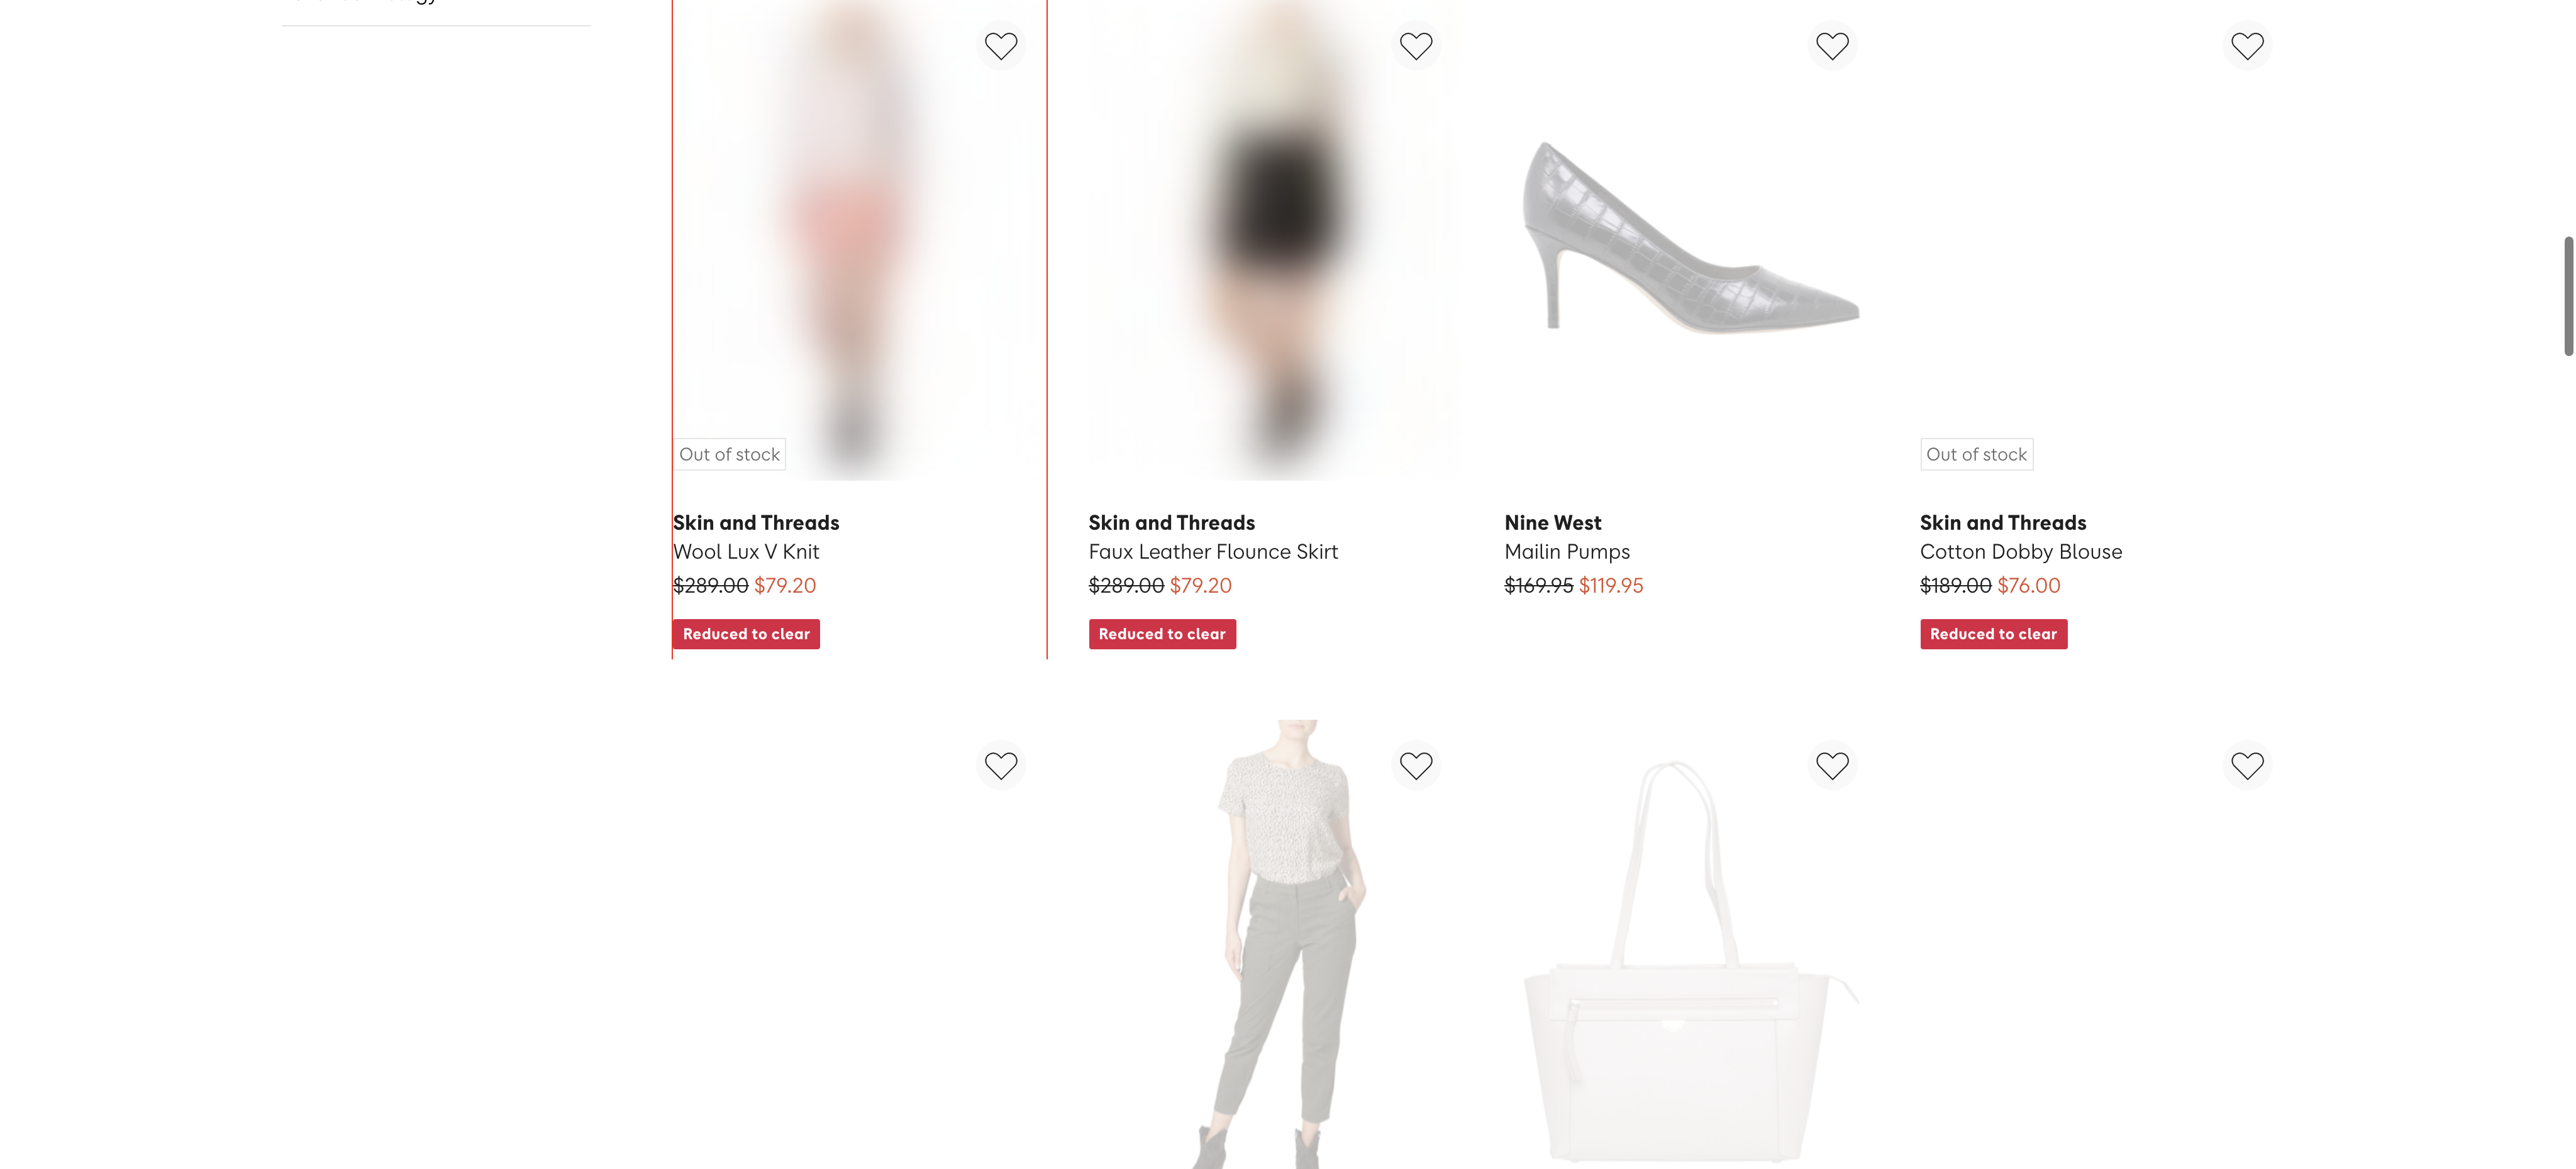 Out of stock
Out of stock
Skin and Threads
Wool Lux V Knit
$289.00 $79.20
Reduced to clear
Skin and Threads
Faux Leather Flounce Skirt
$289.00 $79.20
Reduced to clear
Nine West
Mailin Pumps
$169.95 $119.95
Skin and Threads
Cotton Dobby Blouse
$189.00 $76.00
Reduced to clear